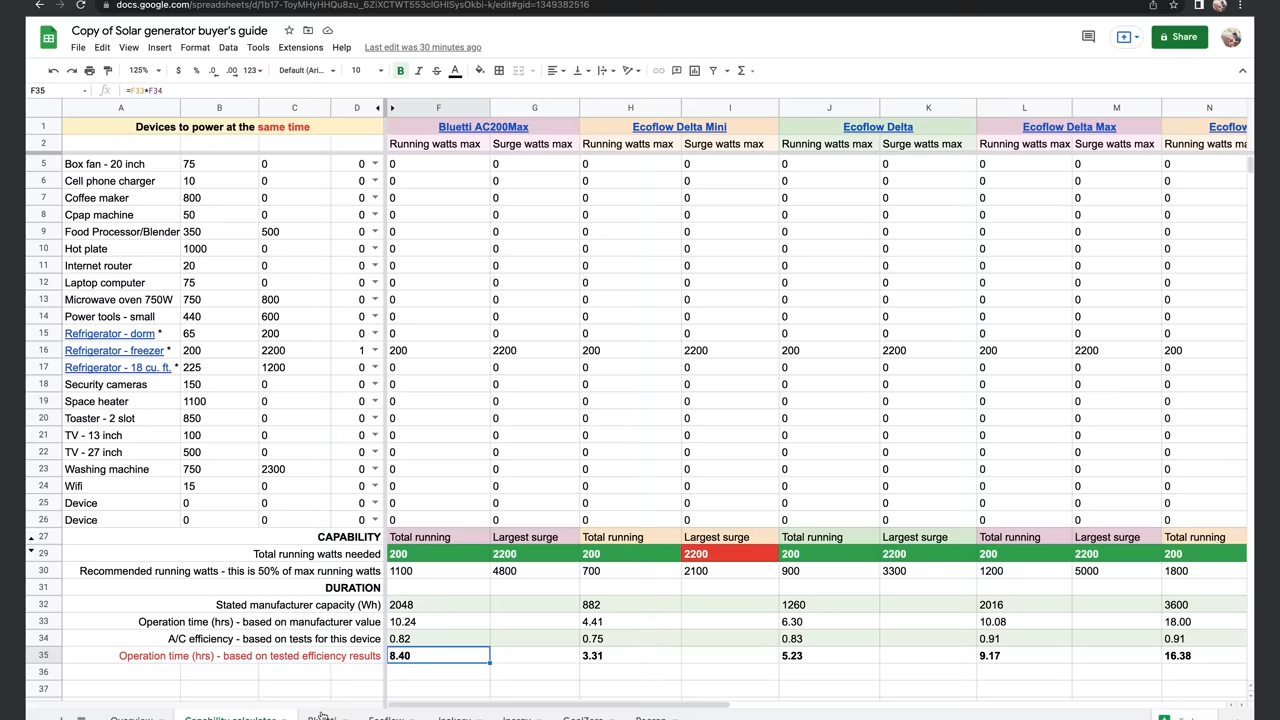 docs.google.com/spreadsheets/d/1b17-ToyMHyHHQu8zu_6ZiXCTWT553cIGHISysOkbi-k/edit#gid=1349382516
Copy of Solar generator buyer's guide
File Edit View Insert Format Data Tools Extensions Help Last edit was 30 minutes ago
Share
125% $ % .0 .00 123 Default (Ari... 10 B I S A
F35 fx =F33*F34
A B C D F G H I J K L M N
1 Devices to power at the same time Bluetti AC200Max Ecoflow Delta Mini Ecoflow Delta Ecoflow Delta Max Ecoflow
2 Running watts max Surge watts max Running watts max Surge watts max Running watts max Surge watts max Running watts max Surge watts max Running watts ma
5 Box fan - 20 inch 75 0 0 0 0 0 0 0 0 0 0 0
6 Cell phone charger 10 0 0 0 0 0 0 0 0 0 0 0
7 Coffee maker 800 0 0 0 0 0 0 0 0 0 0 0
8 Cpap machine 50 0 0 0 0 0 0 0 0 0 0 0
9 Food Processor/Blender 350 500 0 0 0 0 0 0 0 0 0 0
10 Hot plate 1000 0 0 0 0 0 0 0 0 0 0 0
11 Internet router 20 0 0 0 0 0 0 0 0 0 0 0
12 Laptop computer 75 0 0 0 0 0 0 0 0 0 0 0
13 Microwave oven 750W 750 800 0 0 0 0 0 0 0 0 0 0
14 Power tools - small 440 600 0 0 0 0 0 0 0 0 0 0
15 Refrigerator - dorm * 65 200 0 0 0 0 0 0 0 0 0 0
16 Refrigerator - freezer * 200 2200 1 200 2200 200 2200 200 2200 200 2200 200
17 Refrigerator - 18 cu. ft. * 225 1200 0 0 0 0 0 0 0 0 0 0
18 Security cameras 150 0 0 0 0 0 0 0 0 0 0 0
19 Space heater 1100 0 0 0 0 0 0 0 0 0 0 0
20 Toaster - 2 slot 850 0 0 0 0 0 0 0 0 0 0 0
21 TV - 13 inch 100 0 0 0 0 0 0 0 0 0 0 0
22 TV - 27 inch 500 0 0 0 0 0 0 0 0 0 0 0
23 Washing machine 750 2300 0 0 0 0 0 0 0 0 0 0
24 Wifi 15 0 0 0 0 0 0 0 0 0 0 0
25 Device 0 0 0 0 0 0 0 0 0 0 0 0
26 Device 0 0 0 0 0 0 0 0 0 0 0 0
27 CAPABILITY Total running Largest surge Total running Largest surge Total running Largest surge Total running Largest surge Total running
29 Total running watts needed 200 2200 200 2200 200 2200 200 2200 200
30 Recommended running watts - this is 50% of max running watts 1100 4800 700 2100 900 3300 1200 5000 1800
31 DURATION
32 Stated manufacturer capacity (Wh) 2048 882 1260 2016 3600
33 Operation time (hrs) - based on manufacturer value 10.24 4.41 6.30 10.08 18.00
34 A/C efficiency - based on tests for this device 0.82 0.75 0.83 0.91 0.91
35 Operation time (hrs) - based on tested efficiency results 8.40 3.31 5.23 9.17 16.38
36
37
Overview Capability calculator Bluetti Ecoflow Jackery Inergy GoalZero